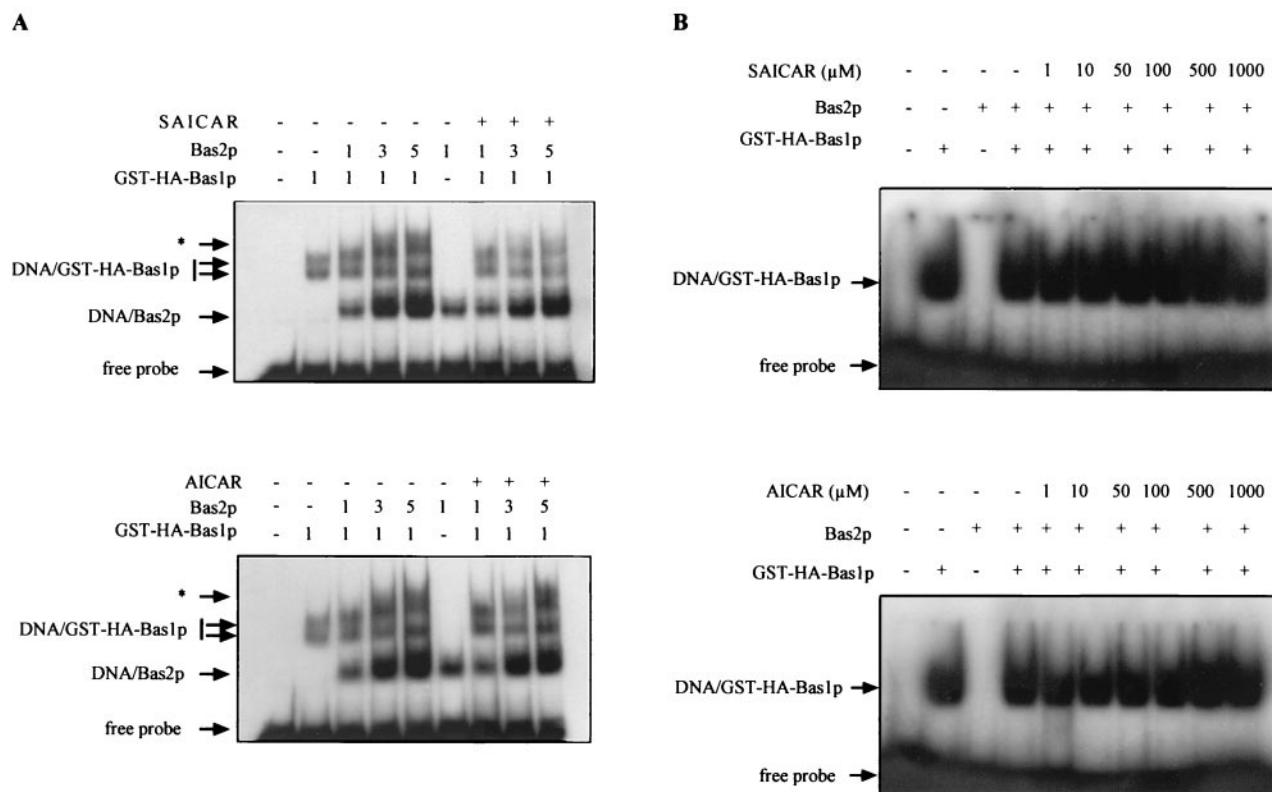 A
SAICAR - - - - - - + + +
Bas2p - - 1 3 5 1 1 3 5
GST-HA-Bas1p - 1 1 1 1 - 1 1 1
*
DNA/GST-HA-Bas1p
DNA/Bas2p
free probe
AICAR - - - - - - + + +
Bas2p - - 1 3 5 1 1 3 5
GST-HA-Bas1p - 1 1 1 1 - 1 1 1
*
DNA/GST-HA-Bas1p
DNA/Bas2p
free probe
B
SAICAR (µM) - - - - 1 10 50 100 500 1000
Bas2p - - + + + + + + + +
GST-HA-Bas1p - + - + + + + + + +
DNA/GST-HA-Bas1p
free probe
AICAR (µM) - - - - 1 10 50 100 500 1000
Bas2p - - + + + + + + + +
GST-HA-Bas1p - + - + + + + + + +
DNA/GST-HA-Bas1p
free probe